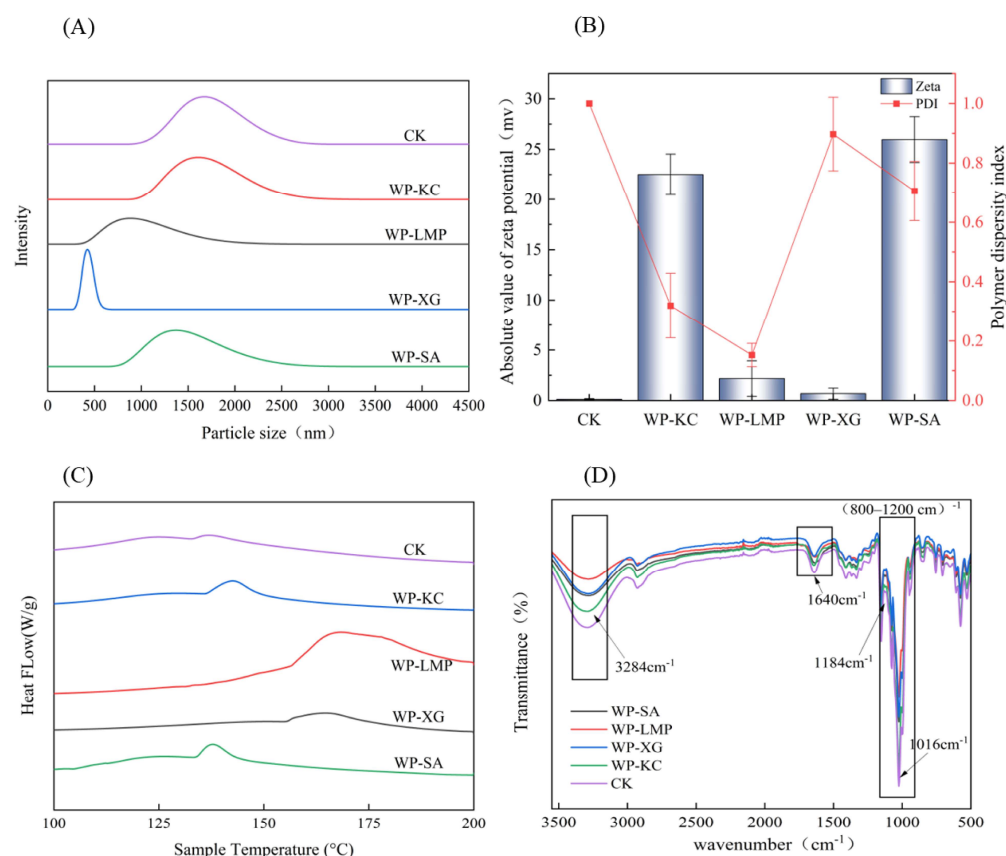 (A)
CK
WP-KC
WP-LMP
WP-XG
WP-SA
Intensity
0 500 1000 1500 2000 2500 3000 3500 4000 4500
Particle size（nm）
(B)
Zeta
PDI
30
25
20
15
10
5
0
Absolute value of zeta potential（mv）
1.0
0.8
0.6
0.4
0.2
0.0
Polymer dispersity index
CK WP-KC WP-LMP WP-XG WP-SA
(C)
CK
WP-KC
WP-LMP
WP-XG
WP-SA
Heat FLow(W/g)
100 125 150 175 200
Sample Temperature (°C)
(D)
（800–1200 cm）-1
1640cm-1
3284cm-1
1184cm-1
1016cm-1
WP-SA
WP-LMP
WP-XG
WP-KC
CK
Transmittance（%）
3500 3000 2500 2000 1500 1000 500
wavenumber（cm-1）